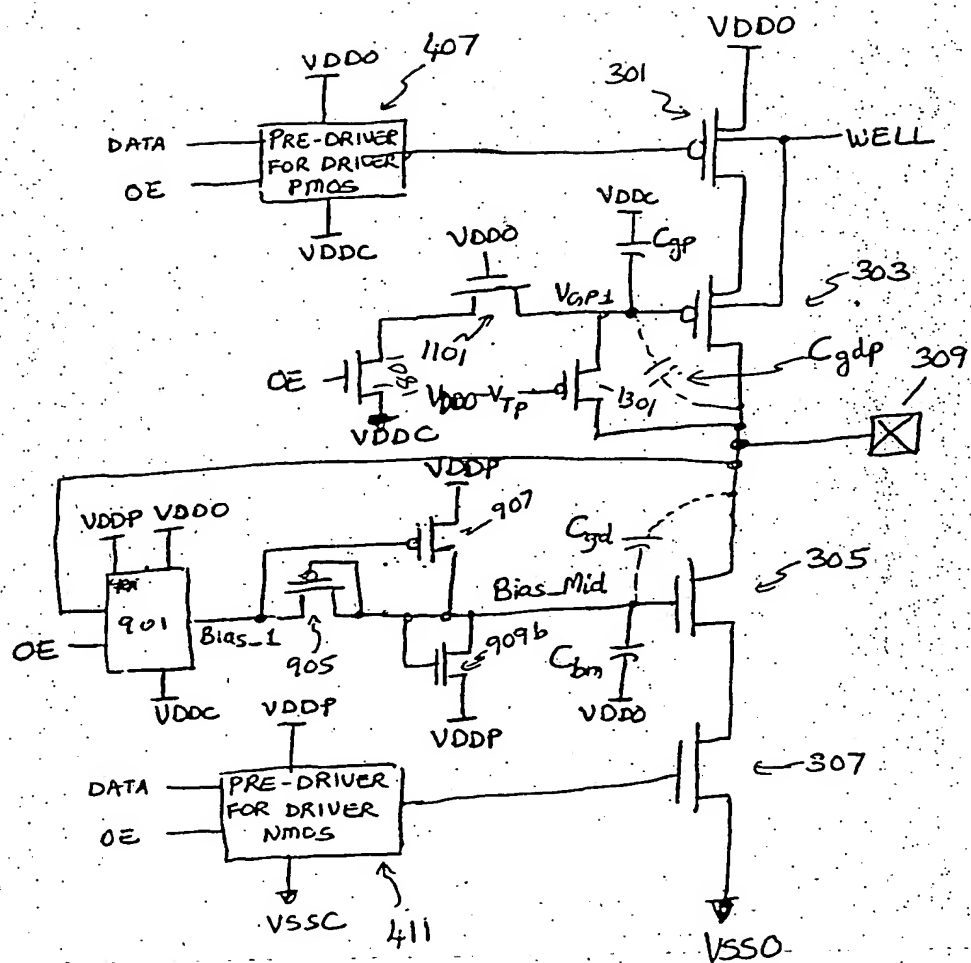 VDDO
407
VDDO
301
DATA
PRE-DRIVER
FOR DRIVER
PMOS
OE
WELL
VDDC
VDDC
Cgp
VDDO
303
VGP1
1101
Cgdp
309
OE
1081
VDDO-VTP
1301
VDDC
VDDP
907
VDDP
VDDO
Cgd
305
Bias_Mid
901
Bias_1
OE
905
909b
Cbm
VDDC
VDDO
VDDP
VDDP
307
DATA
PRE-DRIVER
FOR DRIVER
NMOS
OE
VSSC
411
VSSO